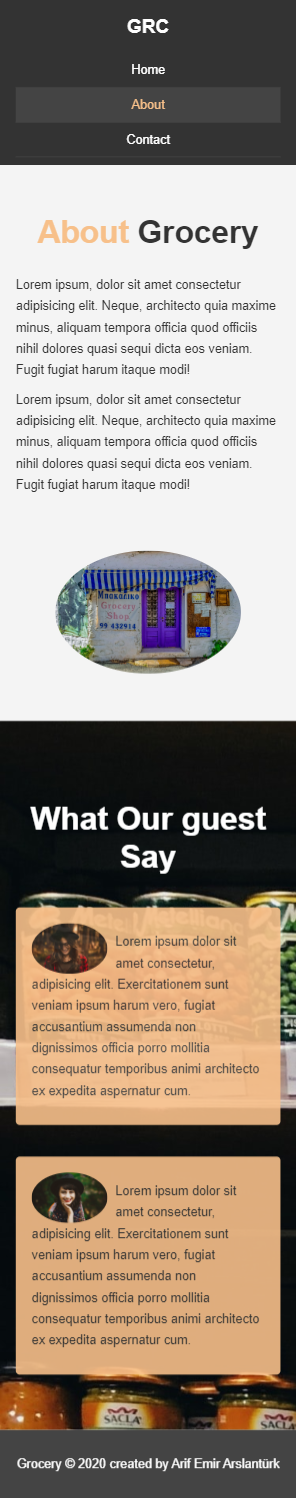 GRC
Home
About
Contact
About Grocery
Lorem ipsum, dolor sit amet consectetur
adipisicing elit. Neque, architecto quia maxime
minus, aliquam tempora officia quod officiis
nihil dolores quasi sequi dicta eos veniam.
Fugit fugiat harum itaque modi!
Lorem ipsum, dolor sit amet consectetur
adipisicing elit. Neque, architecto quia maxime
minus, aliquam tempora officia quod officiis
nihil dolores quasi sequi dicta eos veniam.
Fugit fugiat harum itaque modi!
Μπακάλικο
Grocery
Shop
99 432914
What Our guest
Say
Lorem ipsum dolor sit
amet consectetur,
adipisicing elit. Exercitationem sunt
veniam ipsum harum vero, fugiat
accusantium assumenda non
dignissimos officia porro mollitia
consequatur temporibus animi architecto
ex expedita aspernatur cum.
Lorem ipsum dolor sit
amet consectetur,
adipisicing elit. Exercitationem sunt
veniam ipsum harum vero, fugiat
accusantium assumenda non
dignissimos officia porro mollitia
consequatur temporibus animi architecto
ex expedita aspernatur cum.
SACLA
SACLA
Grocery © 2020 created by Arif Emir Arslantürk